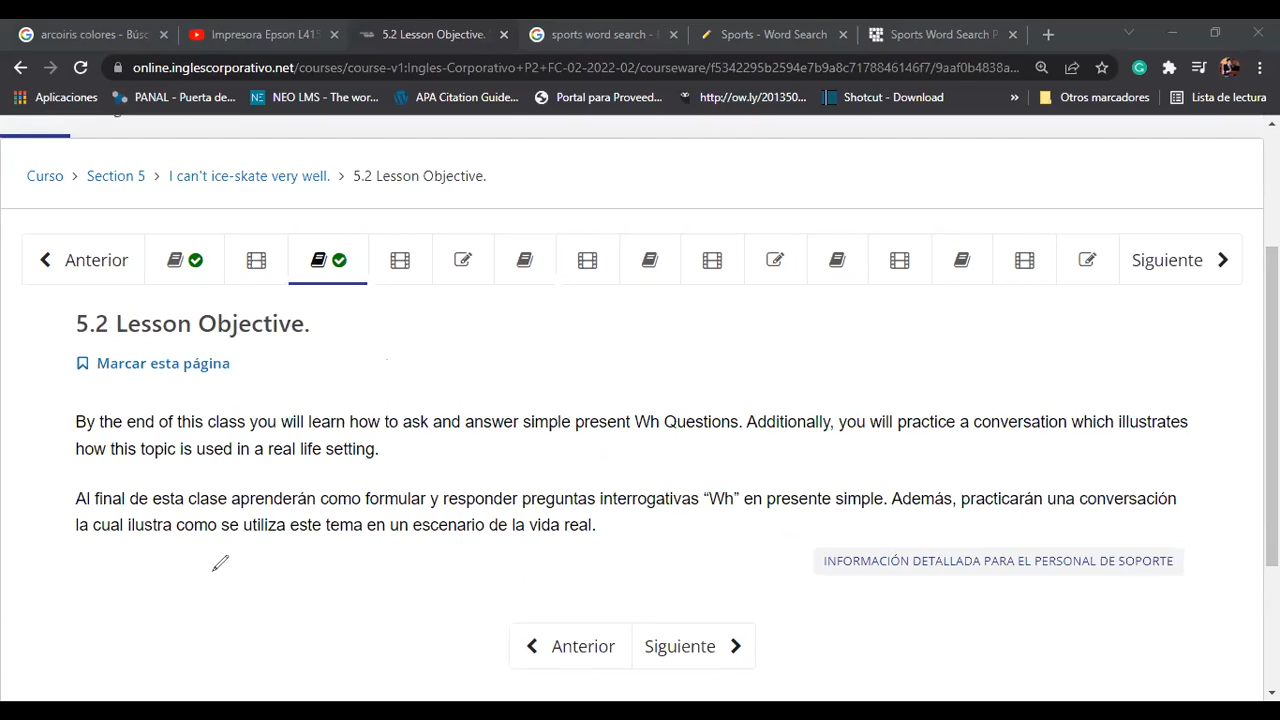 arcoiris colores - Bús
Impresora Epson L415
5.2 Lesson Objective.
sports word search -
Sports - Word Search
Sports Word Search P
online.inglescorporativo.net/courses/course-v1:Ingles-Corporativo+P2+FC-02-2022-02/courseware/f5342295b2594e7b9a8c7178846146f7/9aaf0b4838a...
Aplicaciones
PANAL - Puerta de...
NEO LMS - The wor...
APA Citation Guide...
Portal para Proveed...
http://ow.ly/201350...
Shotcut - Download
»
Otros marcadores
Lista de lectura
Curso > Section 5 > I can't ice-skate very well. > 5.2 Lesson Objective.
Anterior
Siguiente
5.2 Lesson Objective.
Marcar esta página
By the end of this class you will learn how to ask and answer simple present Wh Questions. Additionally, you will practice a conversation which illustrates
how this topic is used in a real life setting.
Al final de esta clase aprenderán como formular y responder preguntas interrogativas “Wh” en presente simple. Además, practicarán una conversación
la cual ilustra como se utiliza este tema en un escenario de la vida real.
INFORMACIÓN DETALLADA PARA EL PERSONAL DE SOPORTE
Anterior
Siguiente